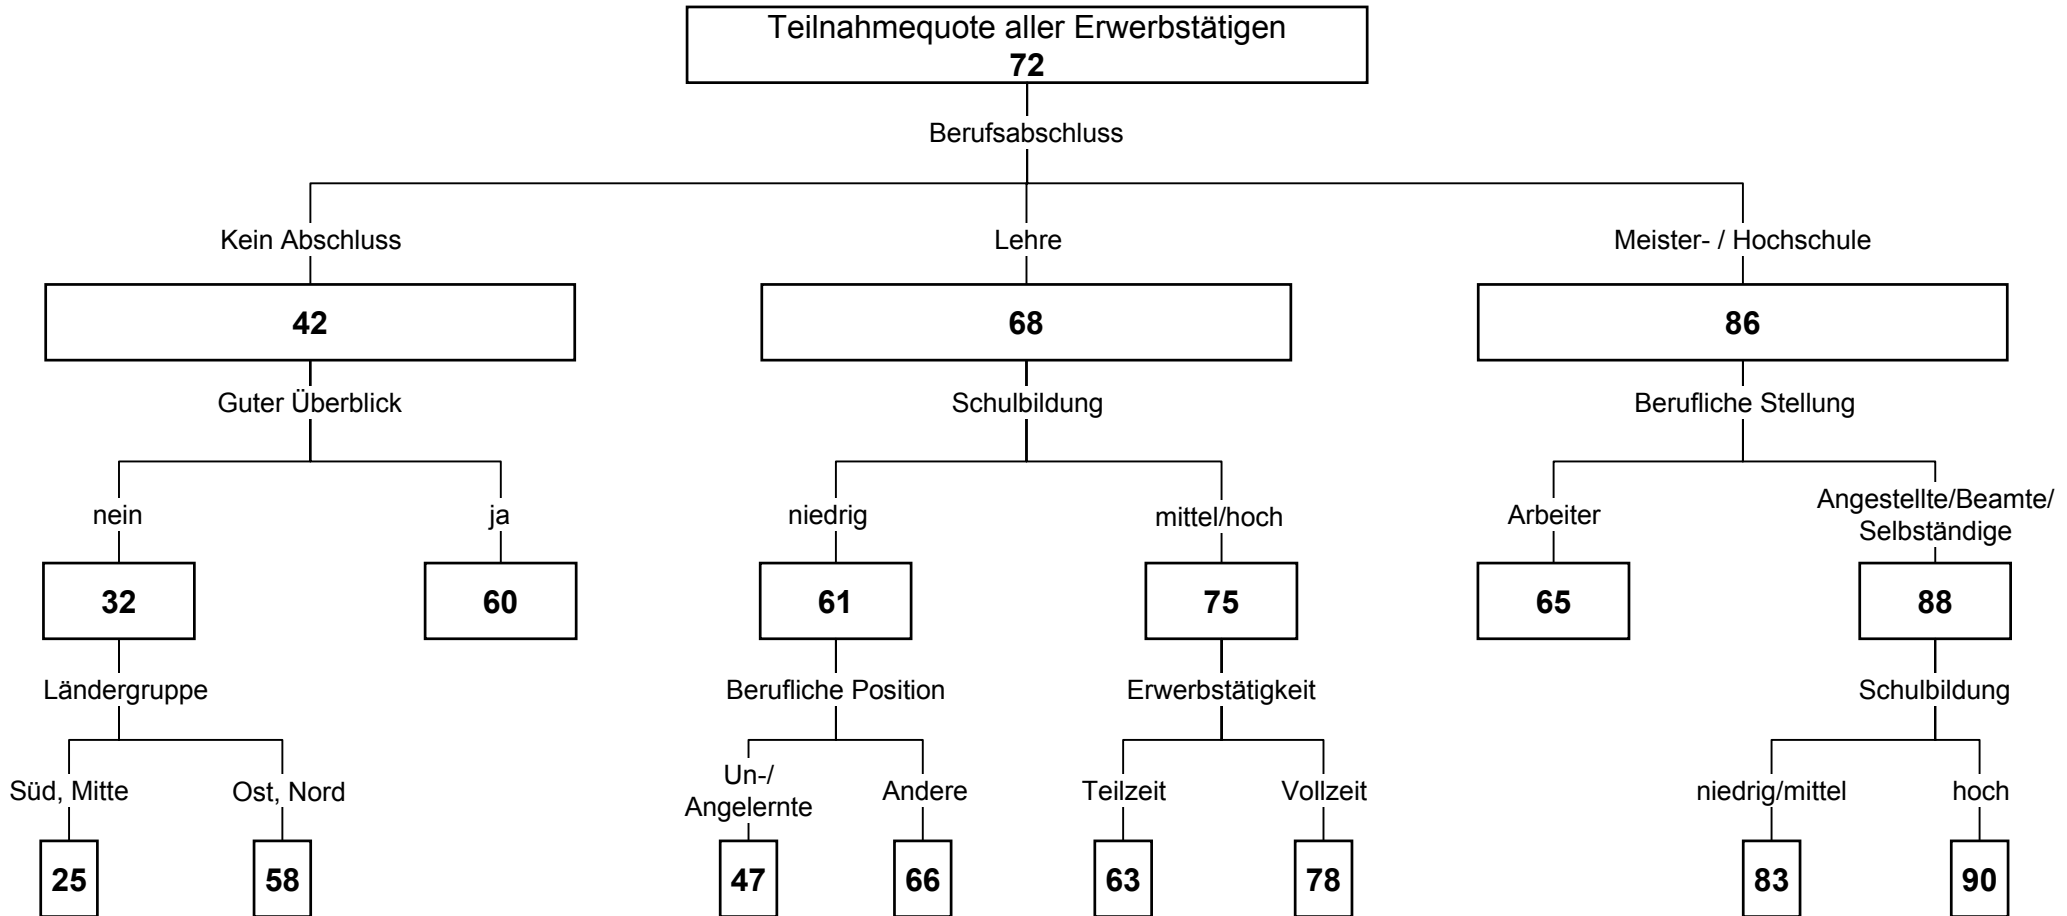 Teilnahmequote aller Erwerbstätigen
72
Berufsabschluss
Kein Abschluss
Lehre
Meister- / Hochschule
42
68
86
Guter Überblick
Schulbildung
Berufliche Stellung
nein
ja
niedrig
mittel/hoch
Arbeiter
Angestellte/Beamte/
Selbständige
32
60
61
75
65
88
Ländergruppe
Berufliche Position
Erwerbstätigkeit
Schulbildung
Süd, Mitte
Ost, Nord
Un-/
Angelernte
Andere
Teilzeit
Vollzeit
niedrig/mittel
hoch
25
58
47
66
63
78
83
90